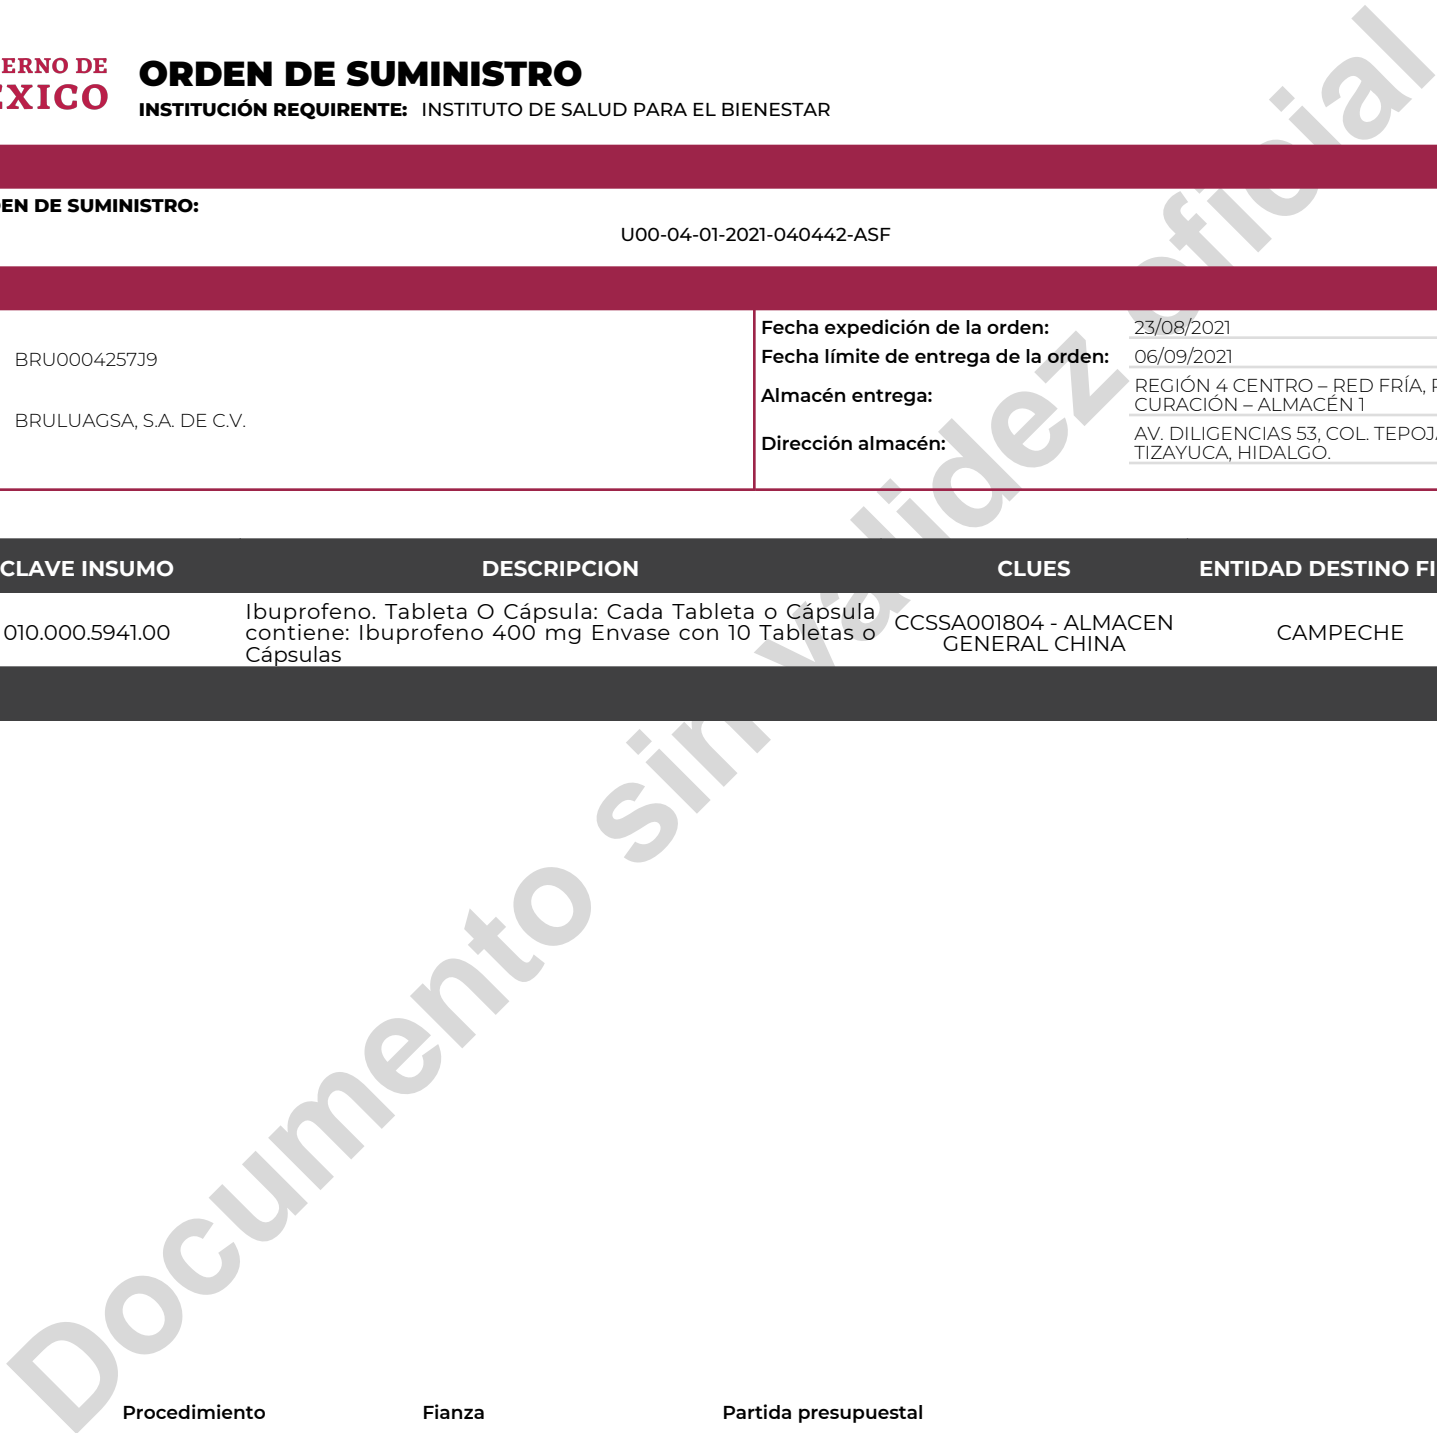 ERNO DE
ÉXICO
ORDEN DE SUMINISTRO
INSTITUCIÓN REQUIRENTE: INSTITUTO DE SALUD PARA EL BIENESTAR
EN DE SUMINISTRO:
U00-04-01-2021-040442-ASF
BRU0004257J9
BRULUAGSA, S.A. DE C.V.
Fecha expedición de la orden: 23/08/2021
Fecha límite de entrega de la orden: 06/09/2021
Almacén entrega: REGIÓN 4 CENTRO – RED FRÍA,
CURACIÓN – ALMACÉN 1
Dirección almacén: AV. DILIGENCIAS 53, COL. TEPOJ
TIZAYUCA, HIDALGO.
CLAVE INSUMO DESCRIPCION CLUES ENTIDAD DESTINO FI
010.000.5941.00
Ibuprofeno. Tableta O Cápsula: Cada Tableta o Cápsula
contiene: Ibuprofeno 400 mg Envase con 10 Tabletas o
Cápsulas
CCSSA001804 - ALMACEN
GENERAL CHINA
CAMPECHE
Documento sin validez oficial
Procedimiento Fianza Partida presupuestal